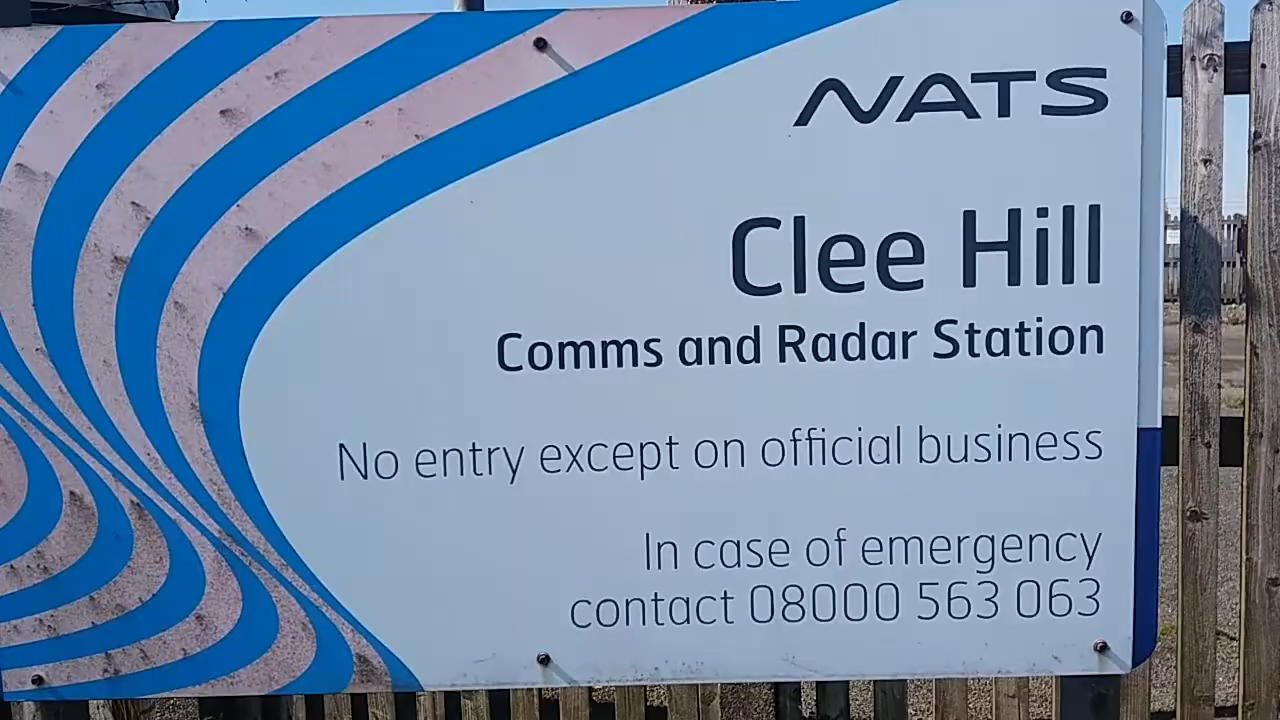 NATS
Clee Hill
Comms and Radar Station
No entry except on official business
In case of emergency
contact 08000 563 063